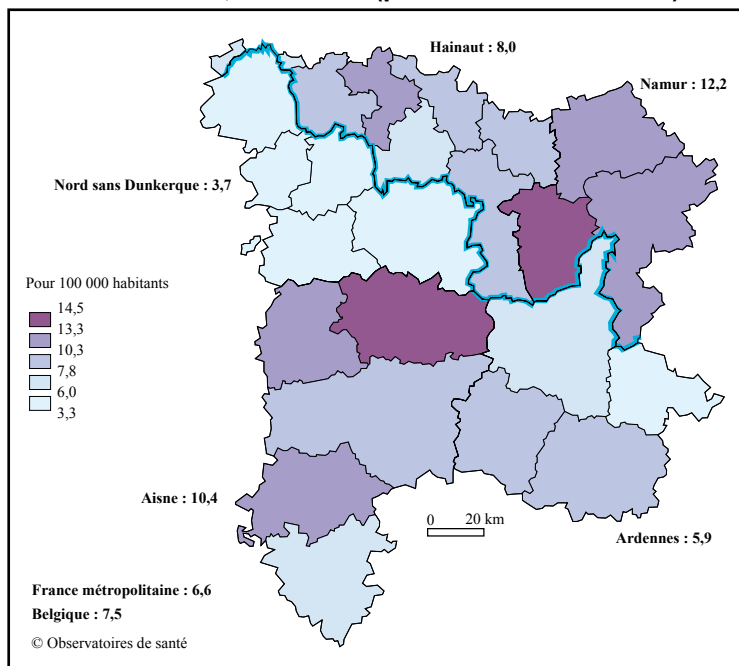 Hainaut : 8,0
Namur : 12,2
Nord sans Dunkerque : 3,7
Pour 100 000 habitants
14,5
13,3
10,3
7,8
6,0
3,3
Aisne : 10,4
0 20 km
Ardennes : 5,9
France métropolitaine : 6,6
Belgique : 7,5
© Observatoires de santé